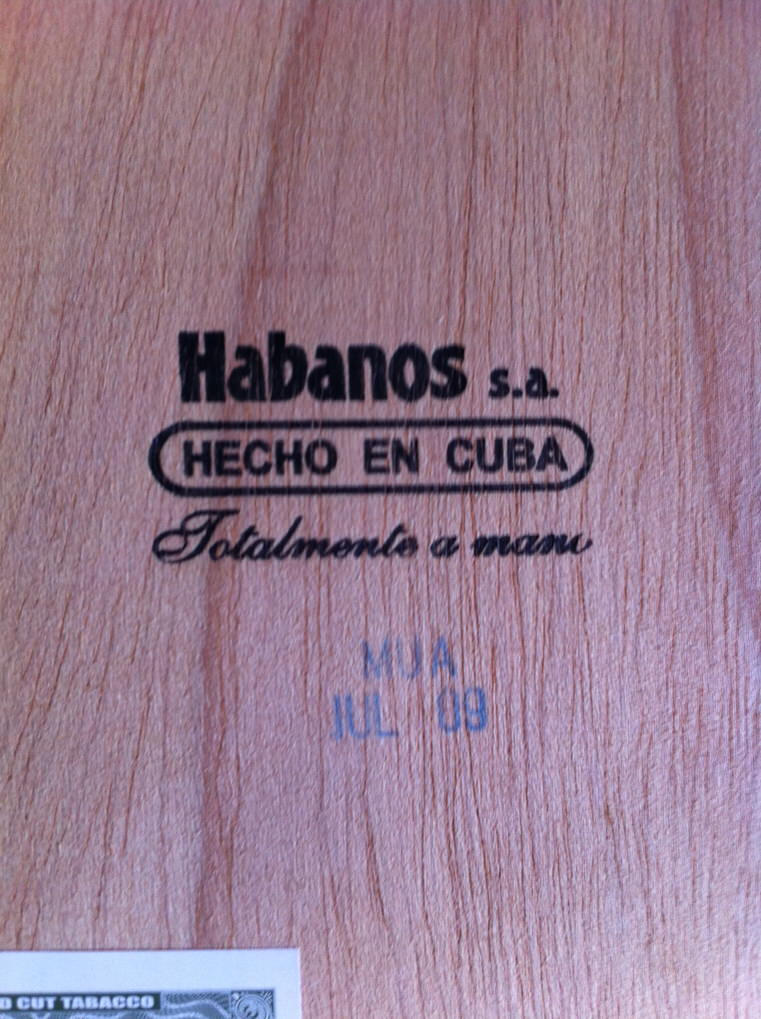 Habanos s.a.
HECHO EN CUBA
Totalmente a mano
MUA
JUL 09
D CUT TABACCO